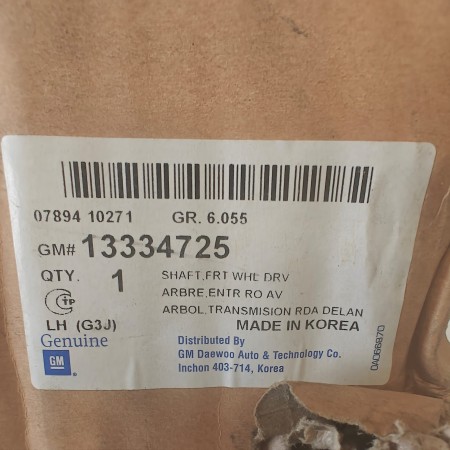 07894 10271 GR. 6.055
GM# 13334725
QTY. 1 SHAFT,FRT WHL DRV
ARBRE,ENTR RO AV
ARBOL,TRANSMISION RDA DELAN
LH (G3J) MADE IN KOREA
Genuine
GM
Distributed By
GM Daewoo Auto & Technology Co.
Inchon 403-714, Korea